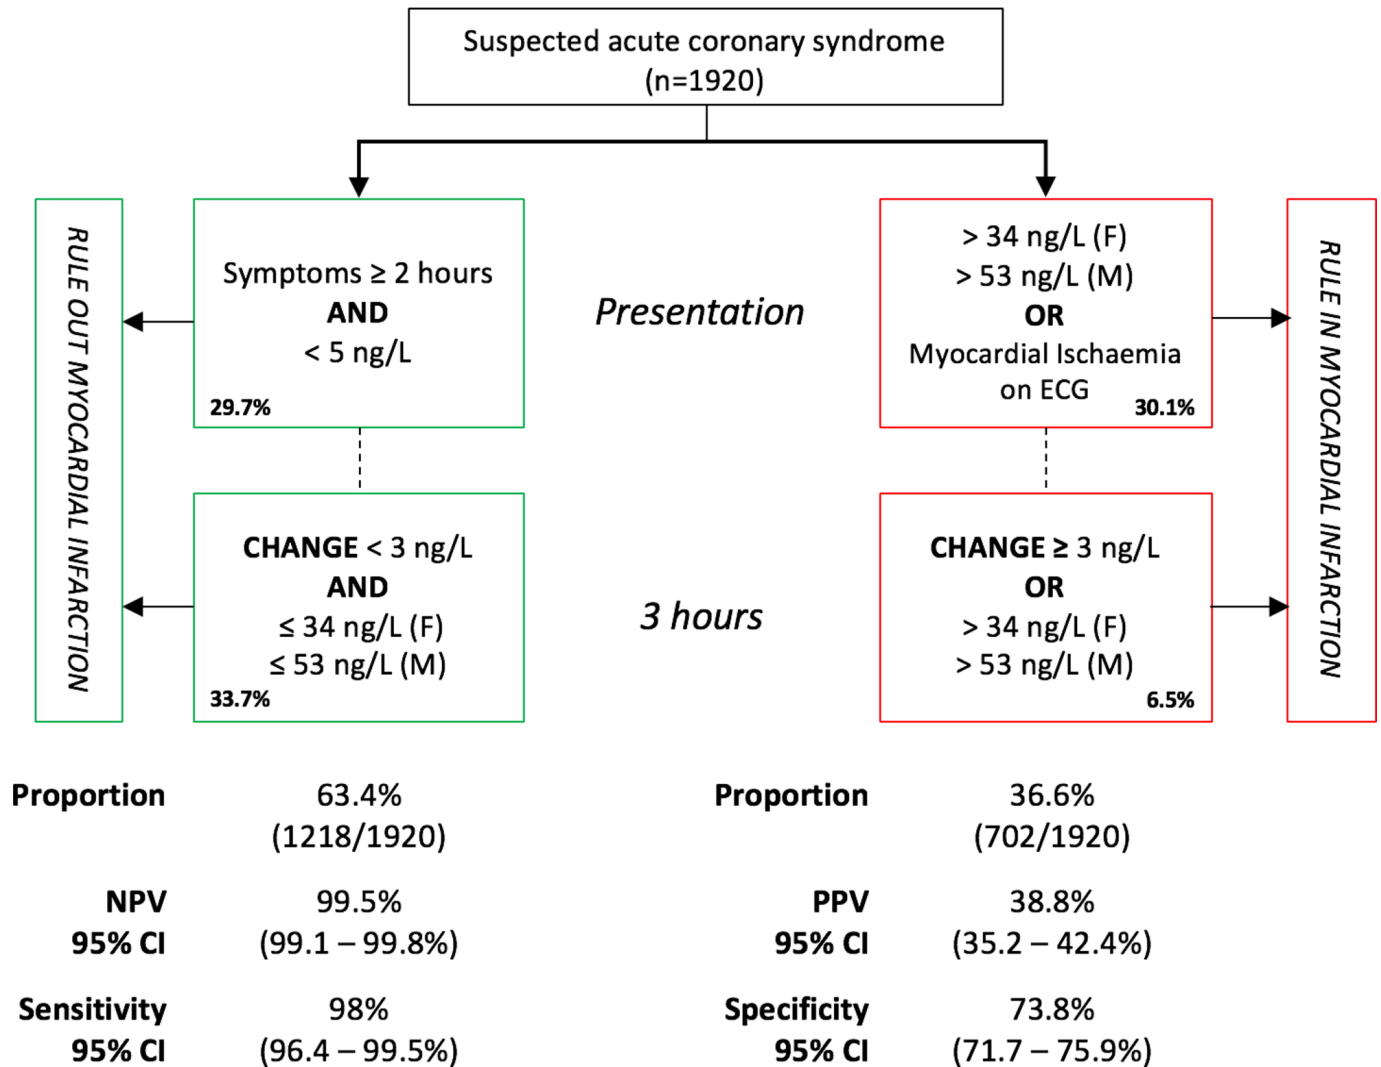 Suspected acute coronary syndrome
(n=1920)
RULE OUT MYOCARDIAL INFARCTION
Symptoms ≥ 2 hours
AND
< 5 ng/L
29.7%
Presentation
> 34 ng/L (F)
> 53 ng/L (M)
OR
Myocardial Ischaemia
on ECG
30.1%
RULE IN MYOCARDIAL INFARCTION
CHANGE < 3 ng/L
AND
≤ 34 ng/L (F)
≤ 53 ng/L (M)
33.7%
3 hours
CHANGE ≥ 3 ng/L
OR
> 34 ng/L (F)
> 53 ng/L (M)
6.5%
Proportion 63.4%
(1218/1920)
NPV 99.5%
95% CI (99.1 – 99.8%)
Sensitivity 98%
95% CI (96.4 – 99.5%)
Proportion 36.6%
(702/1920)
PPV 38.8%
95% CI (35.2 – 42.4%)
Specificity 73.8%
95% CI (71.7 – 75.9%)